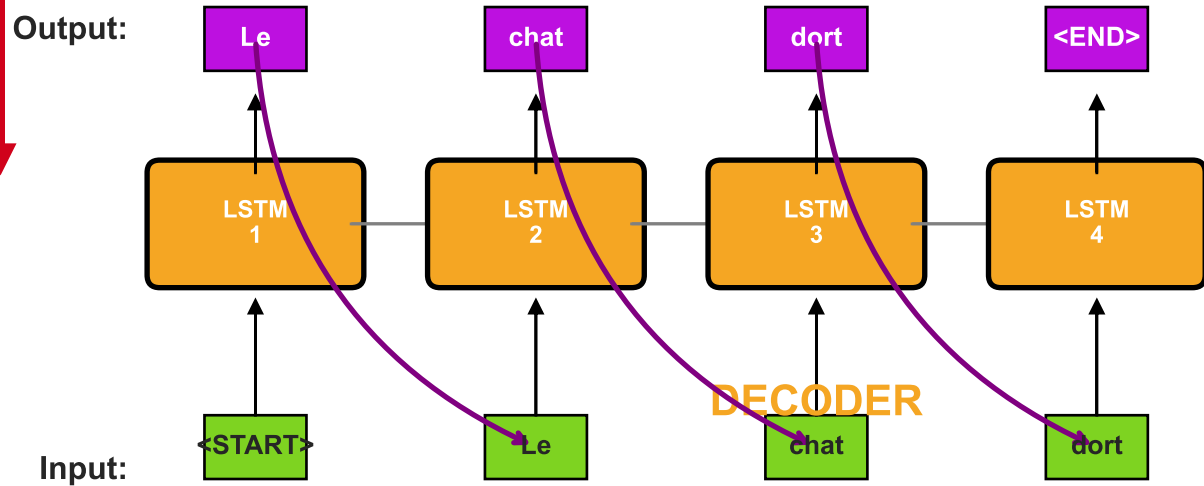 Output:
Le
chat
dort
<END>
LSTM
1
LSTM
2
LSTM
3
LSTM
4
DECODER
Input:
<START>
Le
chat
dort